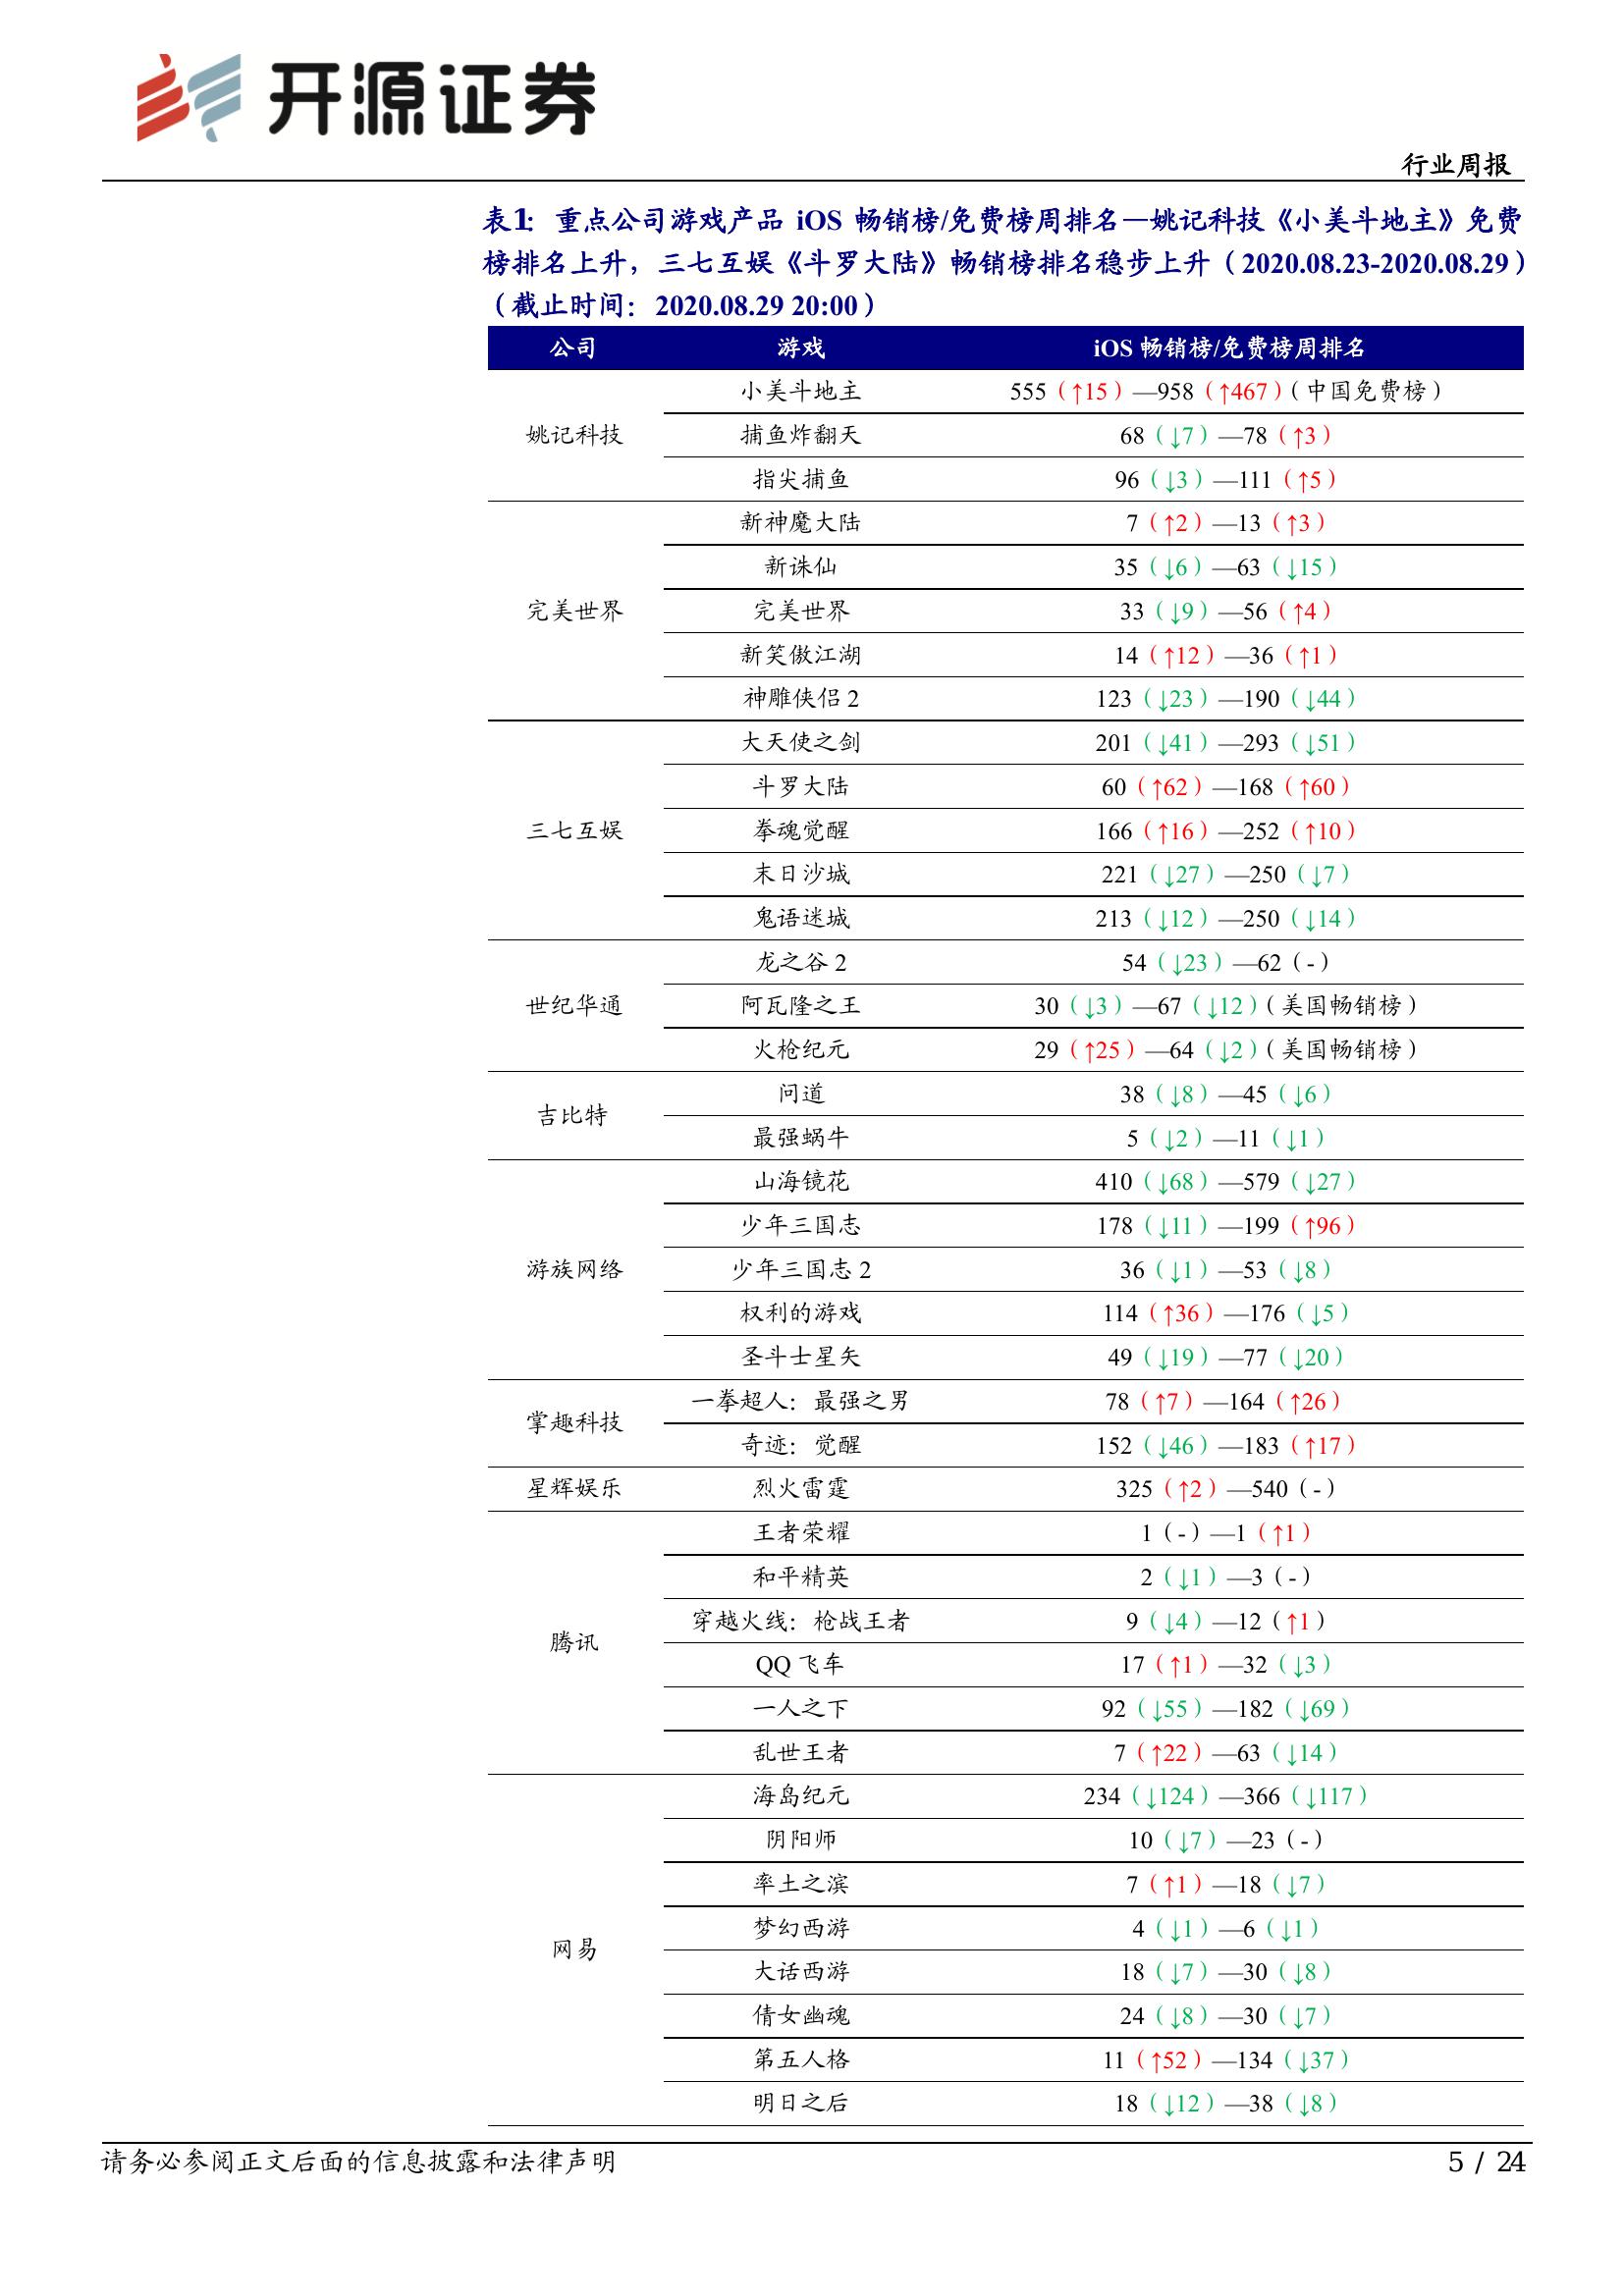 开源证券
行业周报
表1: 重点公司游戏产品 iOS 畅销榜/免费榜周排名—姚记科技《小美斗地主》免费
榜排名上升，三七互娱《斗罗大陆》畅销榜排名稳步上升（2020.08.23-2020.08.29）
（截止时间：2020.08.29 20:00）
公司 游戏 iOS 畅销榜/免费榜周排名
小美斗地主 555（↑15）—958（↑467）（中国免费榜）
姚记科技 捕鱼炸翻天 68（↓7）—78（↑3）
指尖捕鱼 96（↓3）—111（↑5）
新神魔大陆 7（↑2）—13（↑3）
新诛仙 35（↓6）—63（↓15）
完美世界 完美世界 33（↓9）—56（↑4）
新笑傲江湖 14（↑12）—36（↑1）
神雕侠侣 2 123（↓23）—190（↓44）
大天使之剑 201（↓41）—293（↓51）
斗罗大陆 60（↑62）—168（↑60）
三七互娱 拳魂觉醒 166（↑16）—252（↑10）
末日沙城 221（↓27）—250（↓7）
鬼语迷城 213（↓12）—250（↓14）
龙之谷 2 54（↓23）—62（-）
世纪华通 阿瓦隆之王 30（↓3）—67（↓12）（美国畅销榜）
火枪纪元 29（↑25）—64（↓2）（美国畅销榜）
吉比特 问道 38（↓8）—45（↓6）
最强蜗牛 5（↓2）—11（↓1）
山海镜花 410（↓68）—579（↓27）
少年三国志 178（↓11）—199（↑96）
游族网络 少年三国志 2 36（↓1）—53（↓8）
权利的游戏 114（↑36）—176（↓5）
圣斗士星矢 49（↓19）—77（↓20）
掌趣科技 一拳超人：最强之男 78（↑7）—164（↑26）
奇迹：觉醒 152（↓46）—183（↑17）
星辉娱乐 烈火雷霆 325（↑2）—540（-）
王者荣耀 1（-）—1（↑1）
和平精英 2（↓1）—3（-）
腾讯 穿越火线：枪战王者 9（↓4）—12（↑1）
QQ 飞车 17（↑1）—32（↓3）
一人之下 92（↓55）—182（↓69）
乱世王者 7（↑22）—63（↓14）
海岛纪元 234（↓124）—366（↓117）
阴阳师 10（↓7）—23（-）
率土之滨 7（↑1）—18（↓7）
网易 梦幻西游 4（↓1）—6（↓1）
大话西游 18（↓7）—30（↓8）
倩女幽魂 24（↓8）—30（↓7）
第五人格 11（↑52）—134（↓37）
明日之后 18（↓12）—38（↓8）
请务必参阅正文后面的信息披露和法律声明 5 / 24